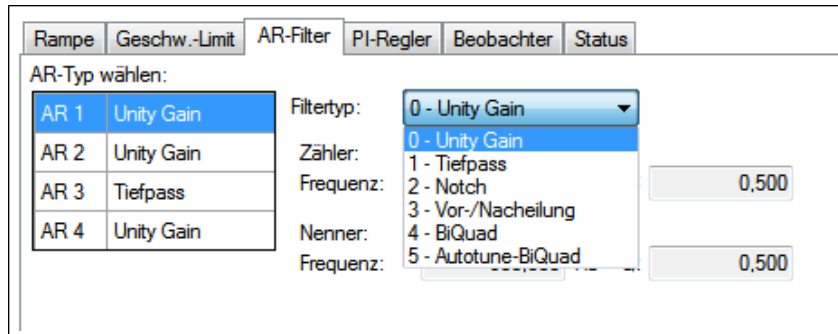 Rampe Geschw.-Limit AR-Filter PI-Regler Beobachter Status
AR-Typ wählen:
AR 1 Unity Gain
AR 2 Unity Gain
AR 3 Tiefpass
AR 4 Unity Gain
Filtertyp: 0 - Unity Gain
0 - Unity Gain
1 - Tiefpass
2 - Notch
3 - Vor-/Nacheilung
4 - BiQuad
5 - Autotune-BiQuad
Zähler:
Frequenz: 0,500
Nenner:
Frequenz: 0,500